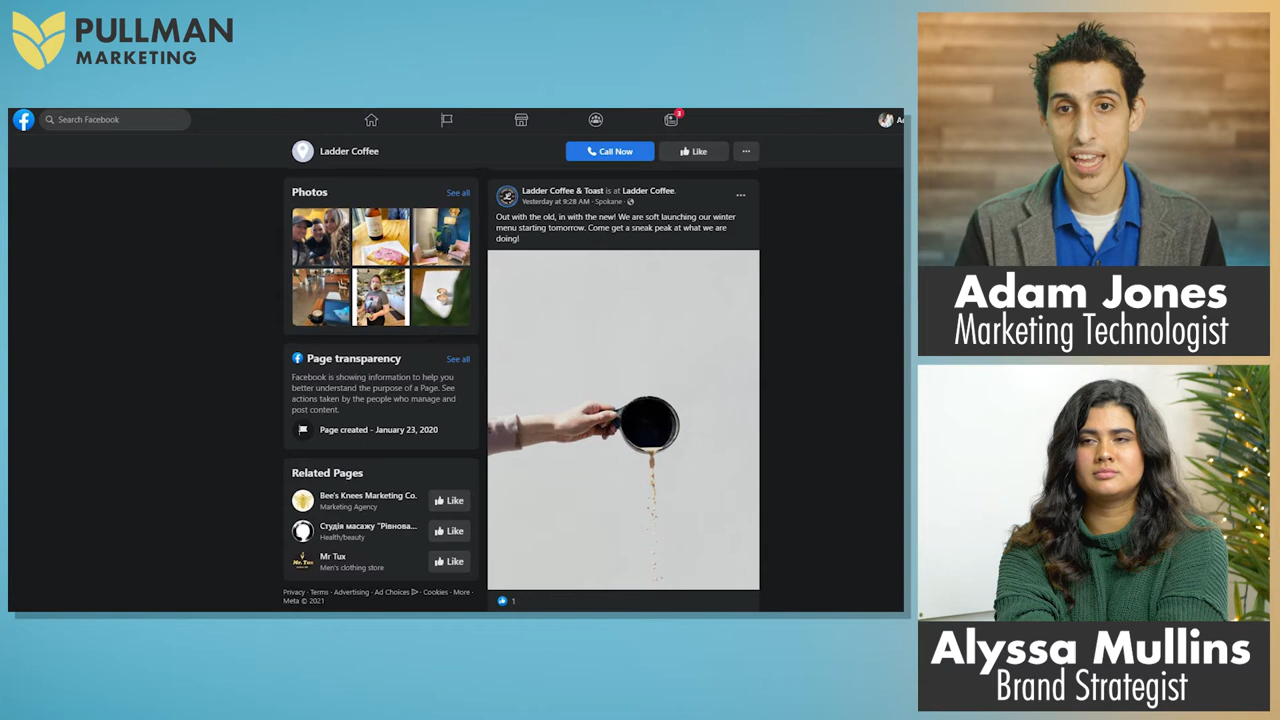 PULLMAN
MARKETING
Search Facebook
3
Ladder Coffee
Call Now
Like
Photos
See all
Page transparency
See all
Facebook is showing information to help you
better understand the purpose of a Page. See
actions taken by the people who manage and
post content.
Page created - January 23, 2020
Related Pages
Bee's Knees Marketing Co.
Marketing Agency
Like
Студія масажу "Рівнова...
Health/beauty
Like
Mr Tux
Men's clothing store
Like
Privacy · Terms · Advertising · Ad Choices · Cookies · More ·
Meta © 2021
Ladder Coffee & Toast is at Ladder Coffee.
Yesterday at 9:28 AM · Spokane ·
Out with the old, in with the new! We are soft launching our winter
menu starting tomorrow. Come get a sneak peak at what we are
doing!
1
Adam Jones
Marketing Technologist
Alyssa Mullins
Brand Strategist